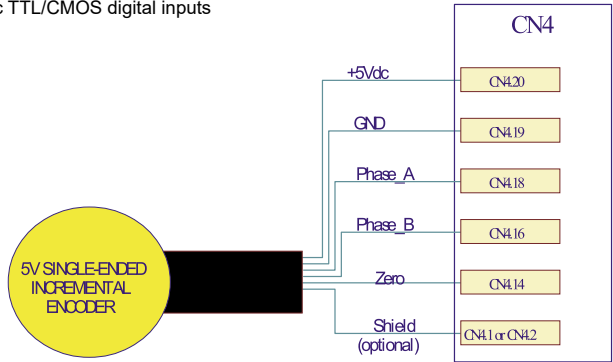 TTL/CMOS digital inputs
CN4
+5Vdc
CN4.20
GND
CN4.19
Phase_A
CN4.18
Phase_B
CN4.16
Zero
CN4.14
Shield
(optional)
CN4.1 or CN4.2
5V SINGLE-ENDED
INCREMENTAL
ENCODER